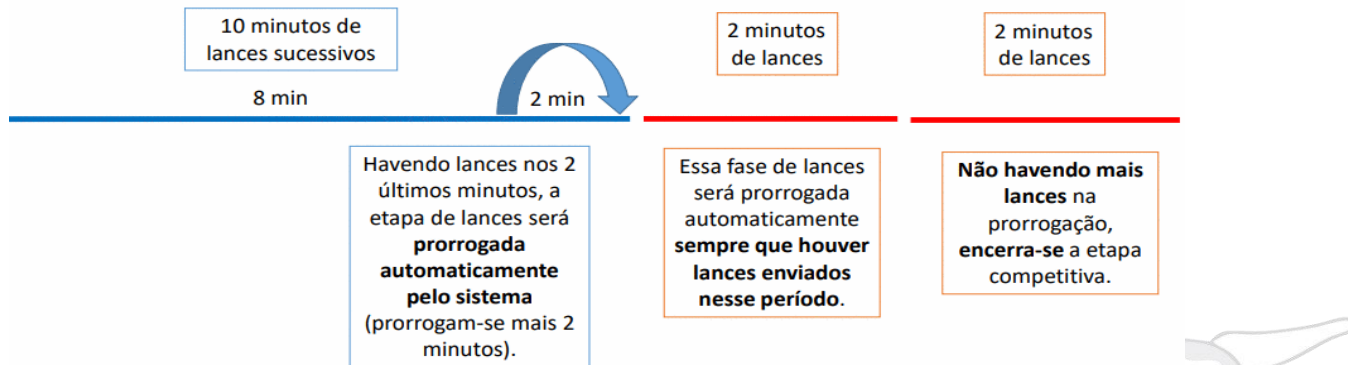 10 minutos de
lances sucessivos
8 min
2 min
2 minutos
de lances
2 minutos
de lances
Havendo lances nos 2
últimos minutos, a
etapa de lances será
prorrogada
automaticamente
pelo sistema
(prorrogam-se mais 2
minutos).
Essa fase de lances
será prorrogada
automaticamente
sempre que houver
lances enviados
nesse período.
Não havendo mais
lances na
prorrogação,
encerra-se a etapa
competitiva.